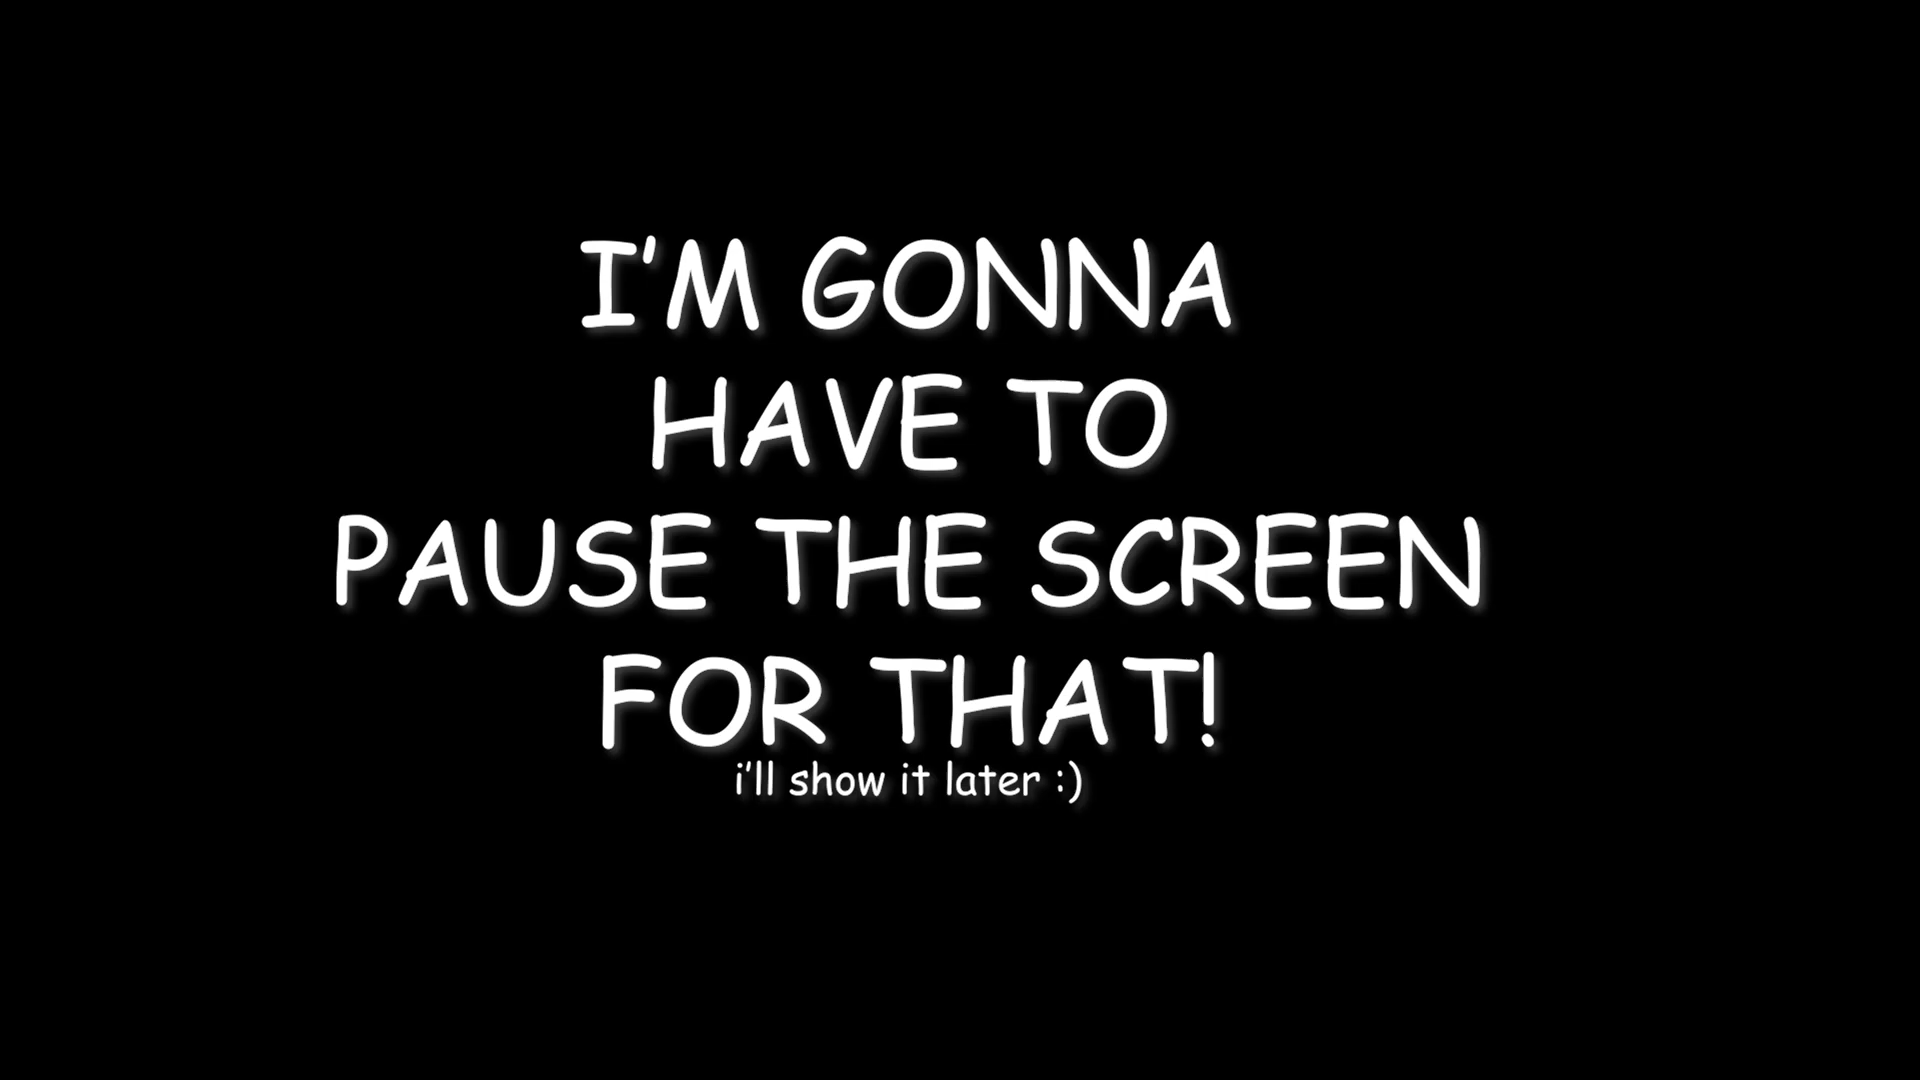 I'M GONNA
HAVE TO
PAUSE THE SCREEN
FOR THAT!
i'll show it later :)